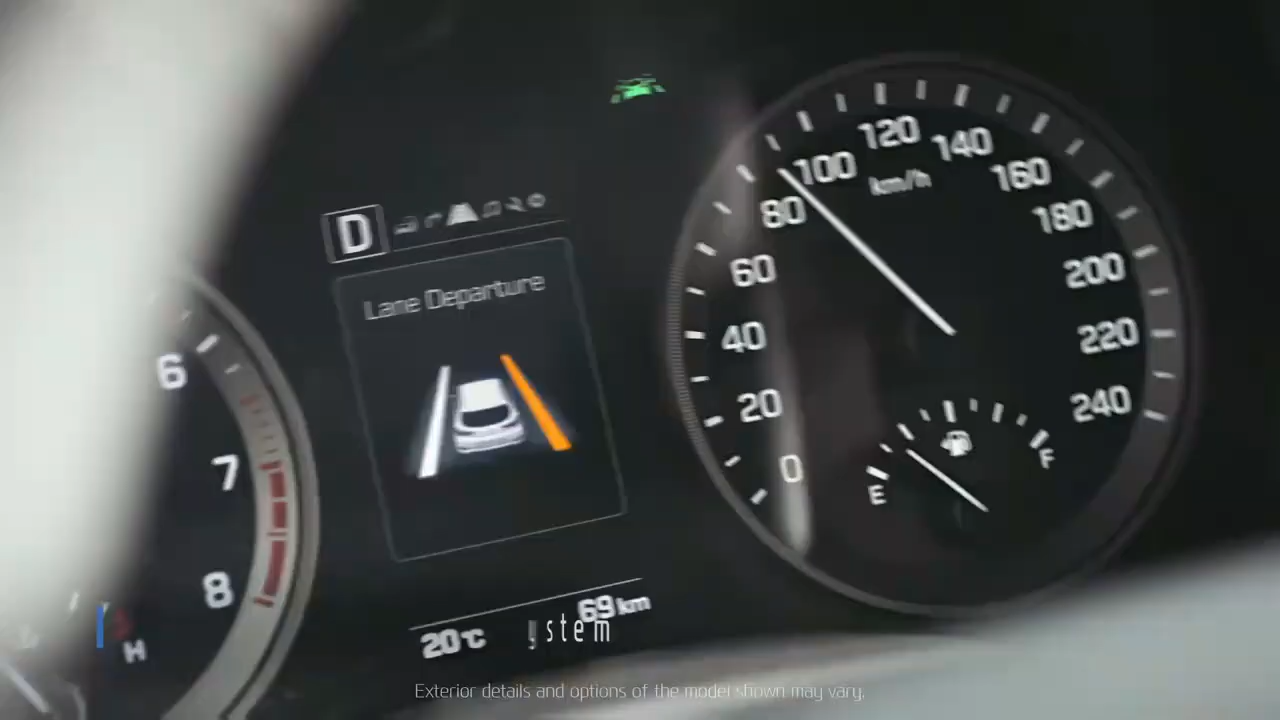 D
Lane Departure
6
7
8
H
20°C
69 km
ystem
0
20
40
60
80
100
120
140
160
180
200
220
240
km/h
E
F
Exterior details and options of the model shown may vary.